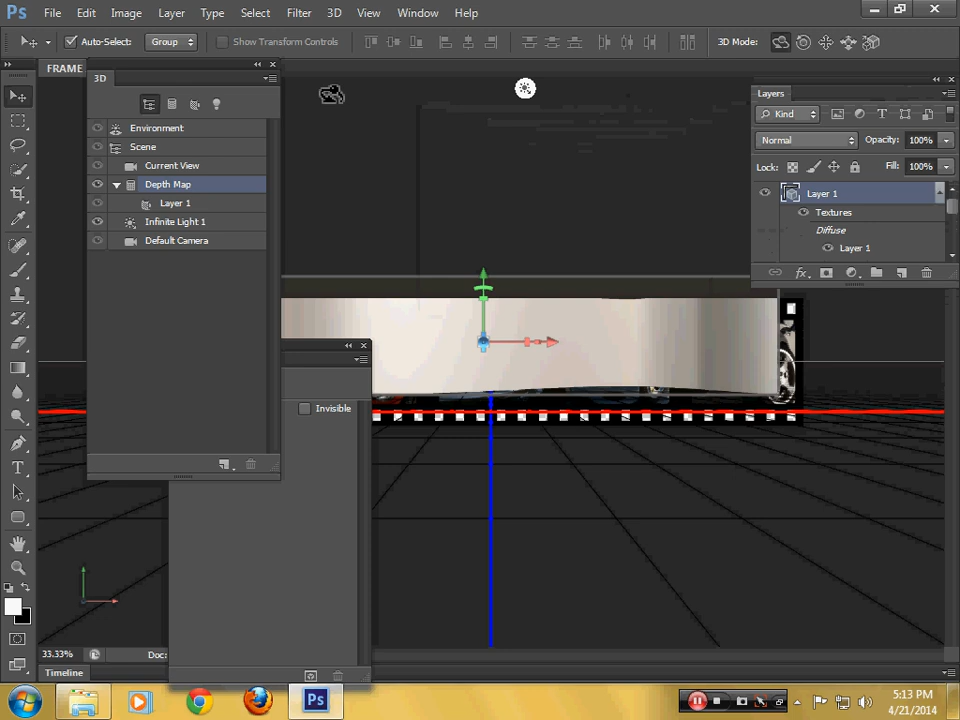 Ps File Edit Image Layer Type Select Filter 3D View Window Help
Auto-Select: Group Show Transform Controls 3D Mode:
FRAME
3D
Environment
Scene
Current View
Depth Map
Layer 1
Infinite Light 1
Default Camera
Invisible
Layers
Kind
Normal Opacity: 100%
Lock: Fill: 100%
Layer 1
Textures
Diffuse
Layer 1
33.33% Doc:
Timeline
Ps
5:13 PM
4/21/2014